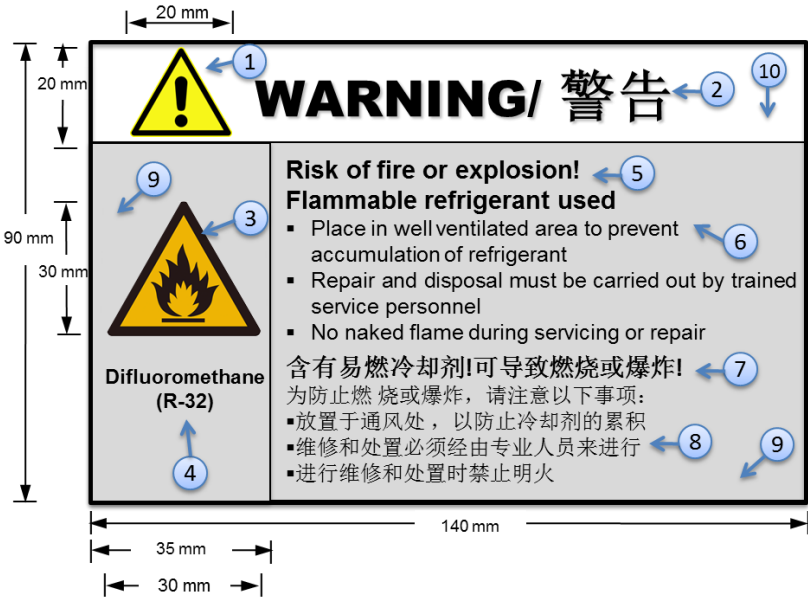 20 mm
1
20 mm
WARNING/ 警告
2
10
9
Risk of fire or explosion!
5
Flammable refrigerant used
3
▪ Place in well ventilated area to prevent
accumulation of refrigerant
6
90 mm
30 mm
▪ Repair and disposal must be carried out by trained
service personnel
▪ No naked flame during servicing or repair
含有易燃冷却剂!可导致燃烧或爆炸!
7
Difluoromethane
(R-32)
为防止燃 烧或爆炸，请注意以下事项：
▪放置于通风处 ，以防止冷却剂的累积
▪维修和处置必须经由专业人员来进行
8
9
4
▪进行维修和处置时禁止明火
140 mm
35 mm
30 mm